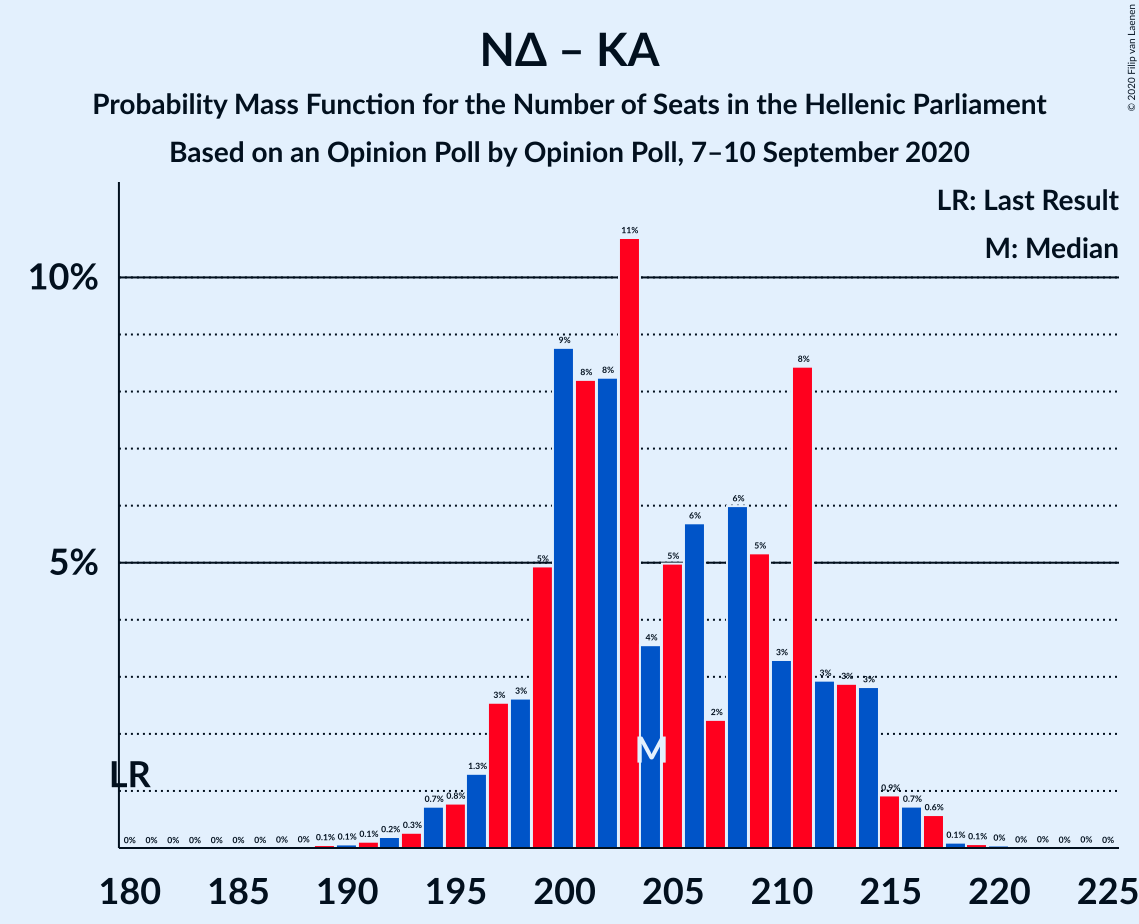 NΔ – KA
Probability Mass Function for the Number of Seats in the Hellenic Parliament
Based on an Opinion Poll by Opinion Poll, 7–10 September 2020
© 2020 Filip van Laenen
LR: Last Result
M: Median
10%
5%
0% 0% 0% 0% 0% 0% 0% 0% 0% 0.1% 0.1% 0.1% 0.2% 0.3% 0.7% 0.8% 1.3% 3% 3% 5% 9% 8% 8% 11% 4% 5% 6% 2% 6% 5% 3% 8% 3% 3% 3% 0.9% 0.7% 0.6% 0.1% 0.1% 0% 0% 0% 0% 0% 0%
LR
M
180 185 190 195 200 205 210 215 220 225